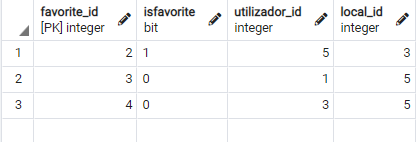 favorite_id isfavorite utilizador_id local_id
[PK] integer bit integer integer
1 2 1 5 3
2 3 0 1 5
3 4 0 3 5